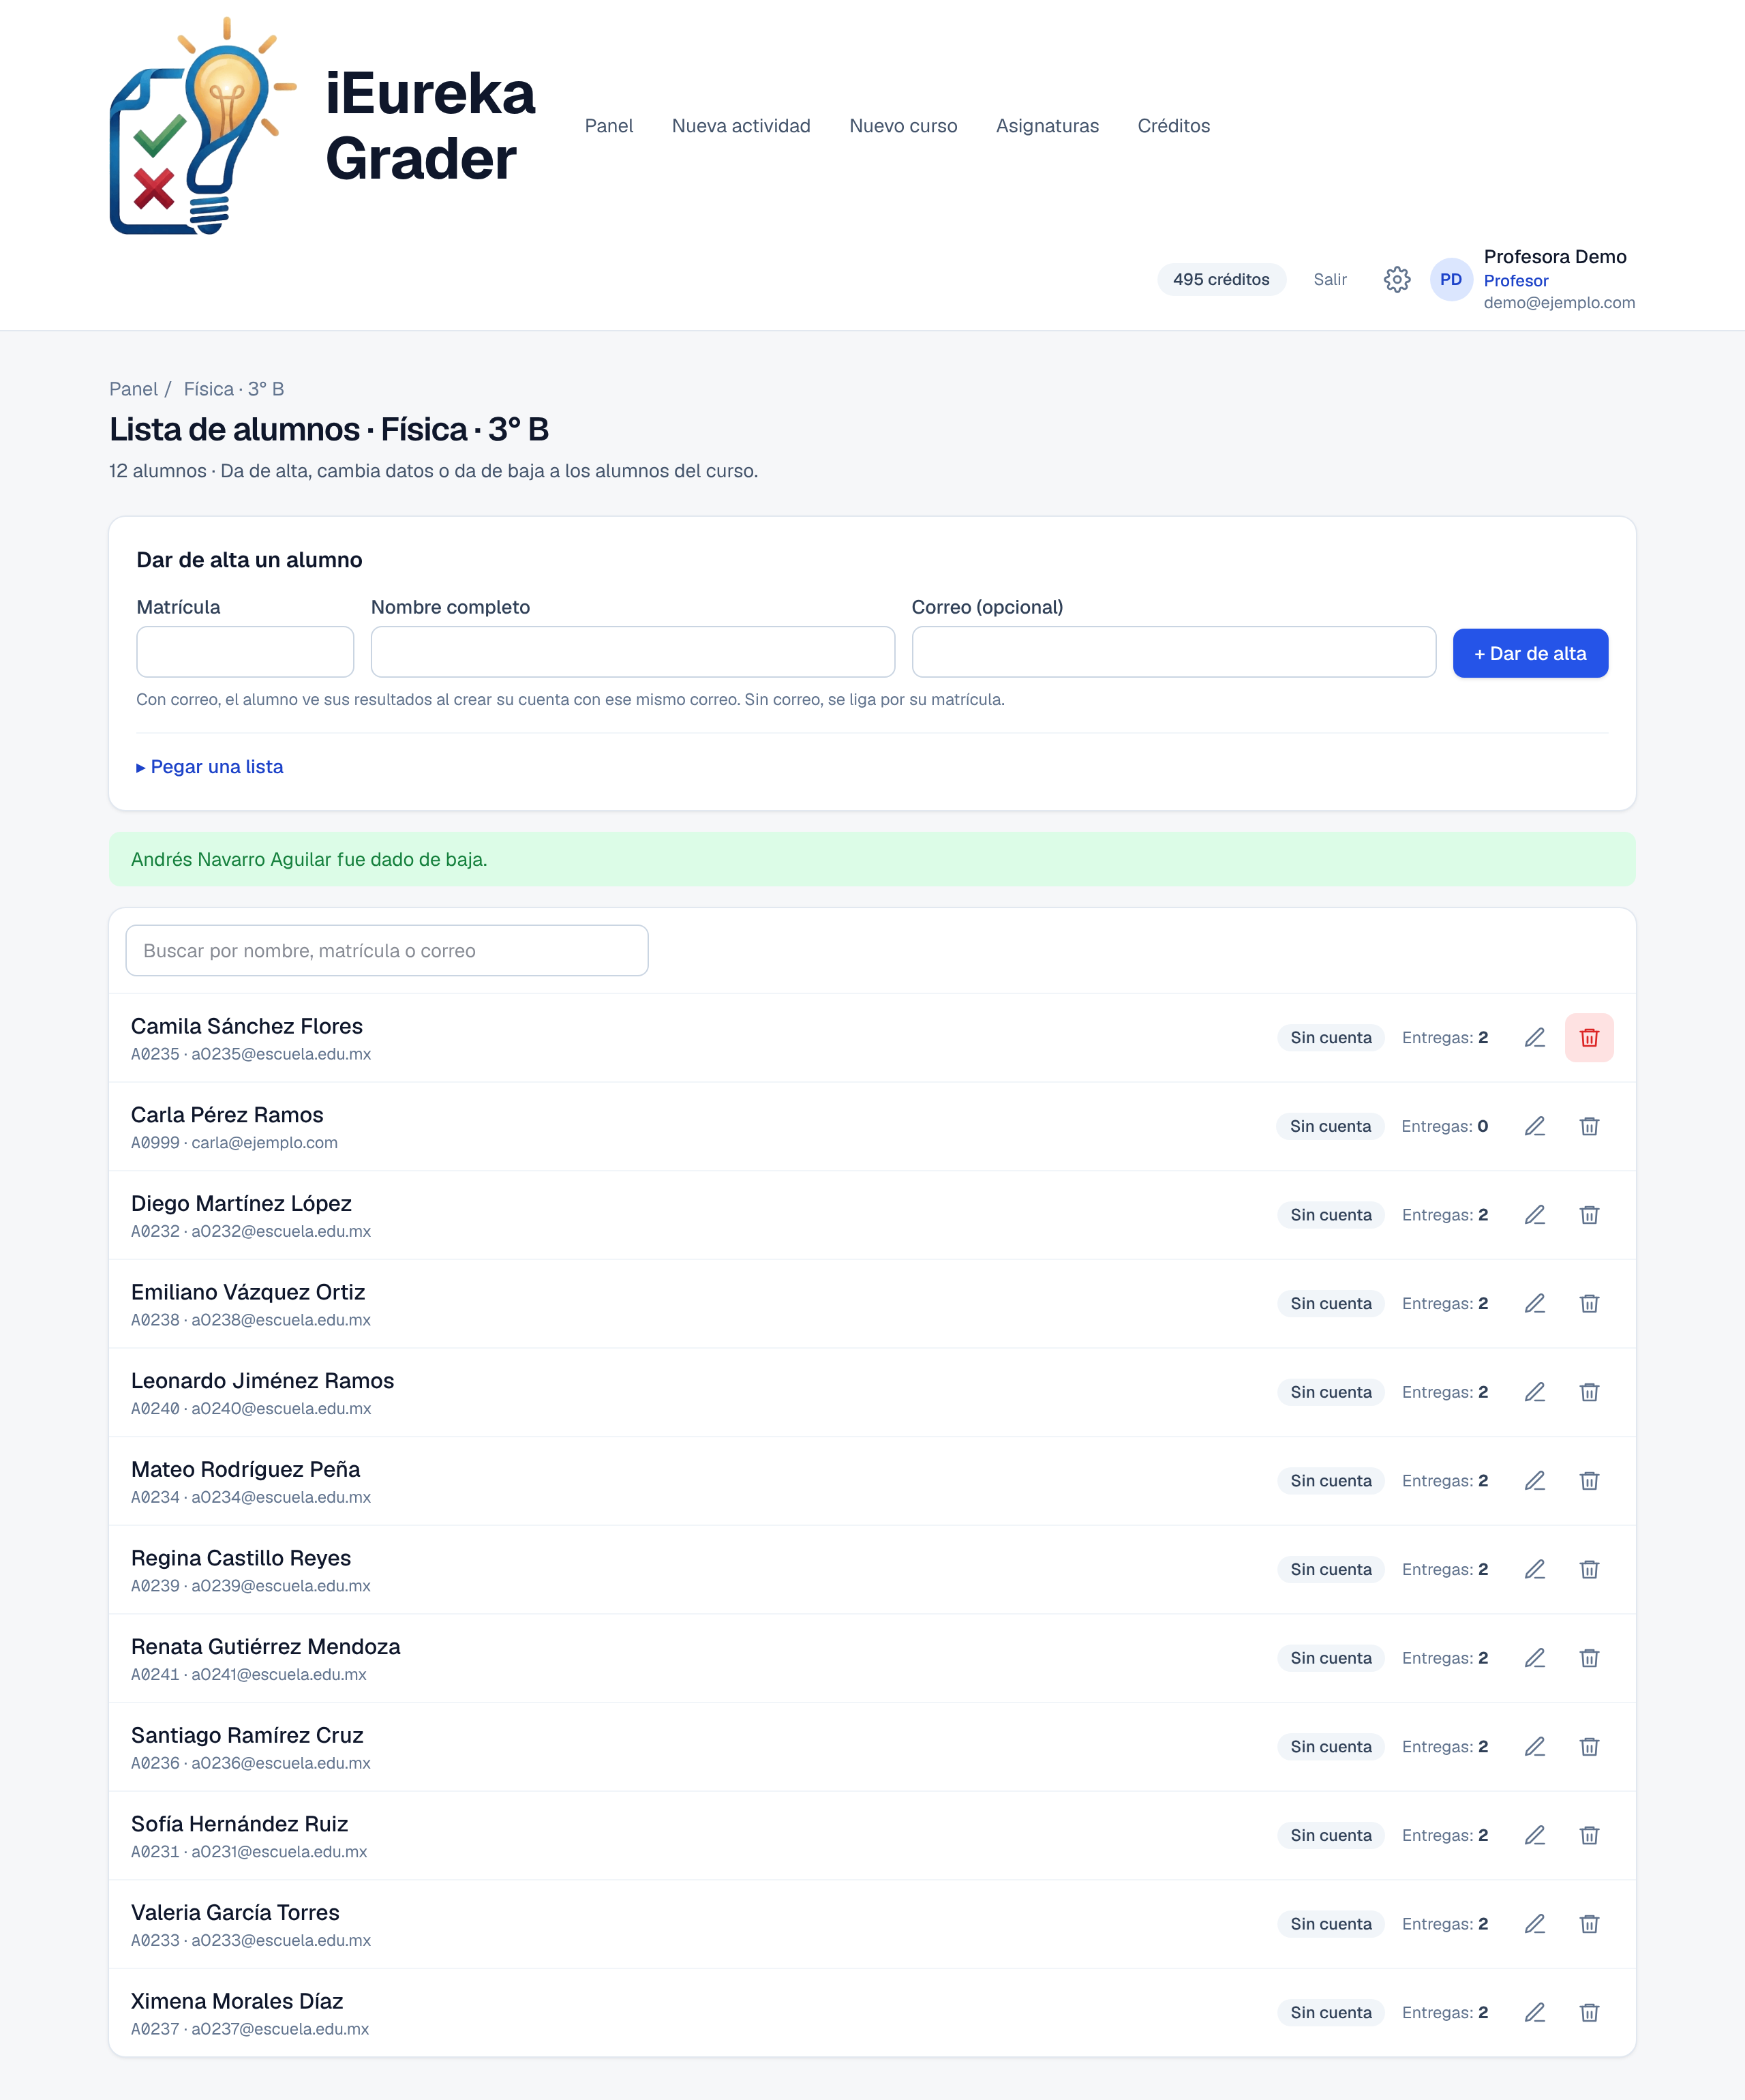 iEureka
Grader
Panel Nueva actividad Nuevo curso Asignaturas Créditos
495 créditos Salir PD Profesora Demo
Profesor
demo@ejemplo.com
Panel / Física · 3° B
Lista de alumnos · Física · 3° B
12 alumnos · Da de alta, cambia datos o da de baja a los alumnos del curso.
Dar de alta un alumno
Matrícula Nombre completo Correo (opcional)
+ Dar de alta
Con correo, el alumno ve sus resultados al crear su cuenta con ese mismo correo. Sin correo, se liga por su matrícula.
▸ Pegar una lista
Andrés Navarro Aguilar fue dado de baja.
Buscar por nombre, matrícula o correo
Camila Sánchez Flores
A0235 · a0235@escuela.edu.mx
Sin cuenta Entregas: 2
Carla Pérez Ramos
A0999 · carla@ejemplo.com
Sin cuenta Entregas: 0
Diego Martínez López
A0232 · a0232@escuela.edu.mx
Sin cuenta Entregas: 2
Emiliano Vázquez Ortiz
A0238 · a0238@escuela.edu.mx
Sin cuenta Entregas: 2
Leonardo Jiménez Ramos
A0240 · a0240@escuela.edu.mx
Sin cuenta Entregas: 2
Mateo Rodríguez Peña
A0234 · a0234@escuela.edu.mx
Sin cuenta Entregas: 2
Regina Castillo Reyes
A0239 · a0239@escuela.edu.mx
Sin cuenta Entregas: 2
Renata Gutiérrez Mendoza
A0241 · a0241@escuela.edu.mx
Sin cuenta Entregas: 2
Santiago Ramírez Cruz
A0236 · a0236@escuela.edu.mx
Sin cuenta Entregas: 2
Sofía Hernández Ruiz
A0231 · a0231@escuela.edu.mx
Sin cuenta Entregas: 2
Valeria García Torres
A0233 · a0233@escuela.edu.mx
Sin cuenta Entregas: 2
Ximena Morales Díaz
A0237 · a0237@escuela.edu.mx
Sin cuenta Entregas: 2